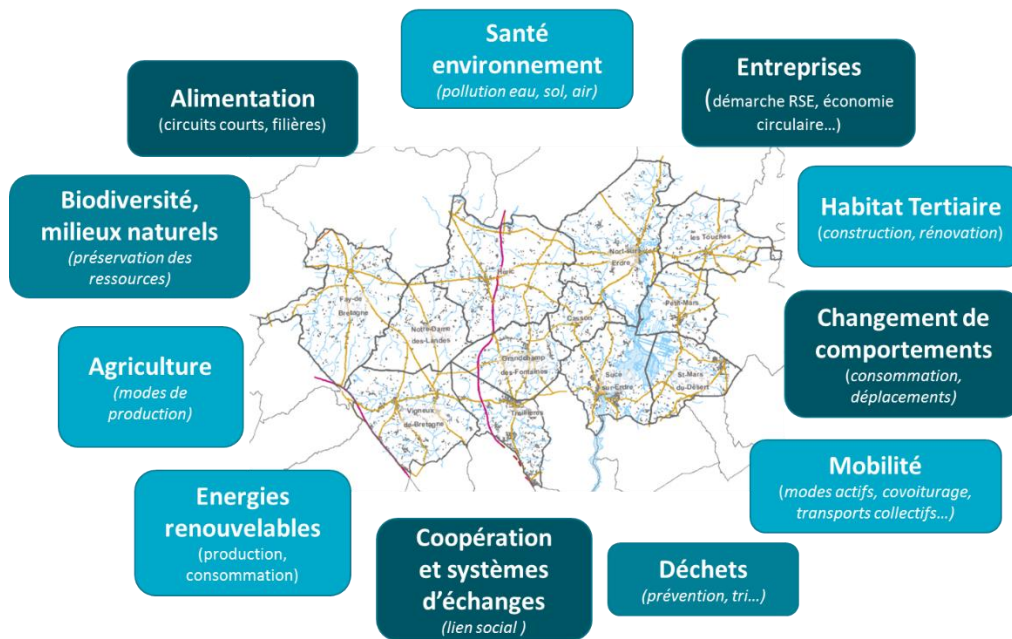 Santé
environnement
(pollution eau, sol, air)
Entreprises
(démarche RSE, économie
circulaire…)
Alimentation
(circuits courts, filières)
Biodiversité,
milieux naturels
(préservation des
ressources)
Habitat Tertiaire
(construction, rénovation)
Agriculture
(modes de
production)
Changement de
comportements
(consommation,
déplacements)
Energies
renouvelables
(production,
consommation)
Mobilité
(modes actifs, covoiturage,
transports collectifs…)
Coopération
et systèmes
d’échanges
(lien social )
Déchets
(prévention, tri…)
les Touches
Nort-sur-
Erdre
Héric
Fay-de
Bretagne
Notre-Dame
des-Landes
Casson
Petit-Mars
Grandchamp
des-Fontaines
Sucé
sur-Erdre
St-Mars
du-Désert
Vigneux
de-Bretagne
Treillières